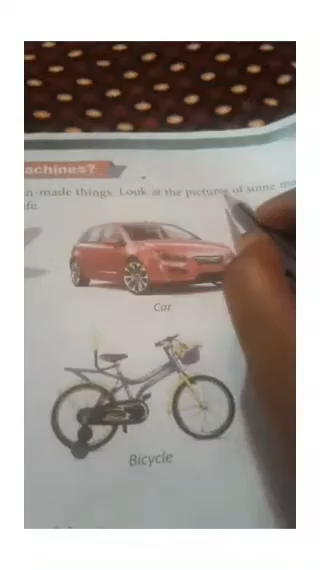 achines?
n-made things. Look at the pictures of some
fe.
Car
Bicycle